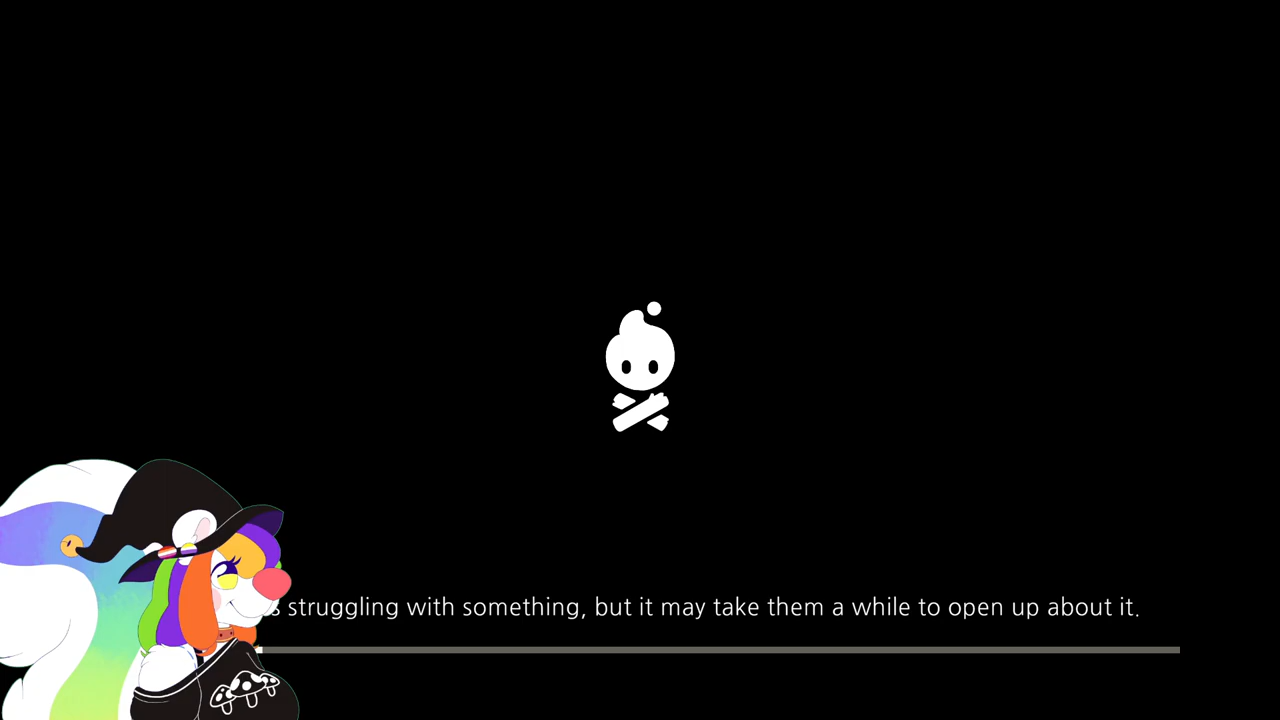 struggling with something, but it may take them a while to open up about it.